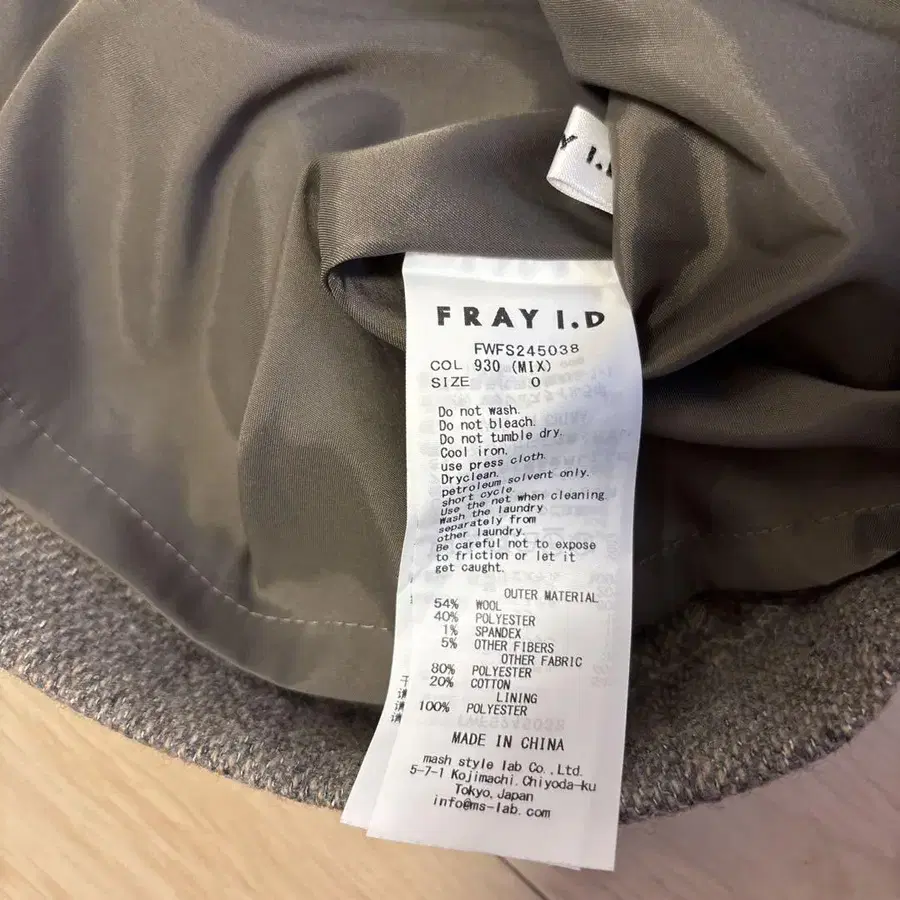 Y I.
FRAY I.D
FWFS245038
COL 930 (MIX)
SIZE 0
Do not wash.
Do not bleach.
Do not tumble dry.
Cool iron.
use press cloth.
Dryclean.
petroleum solvent only.
short cycle.
Use the net when cleaning
Wash the laundry
separately from
other laundry.
Be careful not to expose
to friction or let it
get caught.
OUTER MATERIAL
54% WOOL
40% POLYESTER
1% SPANDEX
5% OTHER FIBERS
OTHER FABRIC
80% POLYESTER
20% COTTON
LINING
100% POLYESTER
MADE IN CHINA
mash style lab Co., Ltd.
5-7-1 Kojimachi. Chiyoda-ku
Tokyo, Japan
info@ms-lab.com